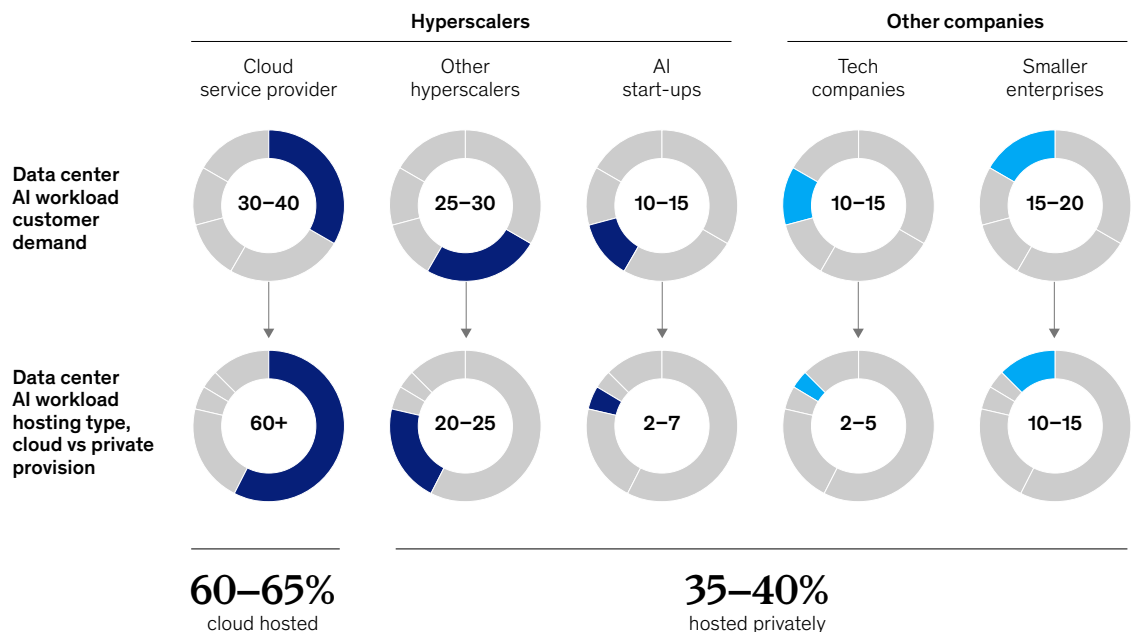 Hyperscalers
Other companies
Cloud
service provider
Other
hyperscalers
AI
start-ups
Tech
companies
Smaller
enterprises
Data center
AI workload
customer
demand
30–40
25–30
10–15
10–15
15–20
Data center
AI workload
hosting type,
cloud vs private
provision
60+
20–25
2–7
2–5
10–15
60–65%
cloud hosted
35–40%
hosted privately